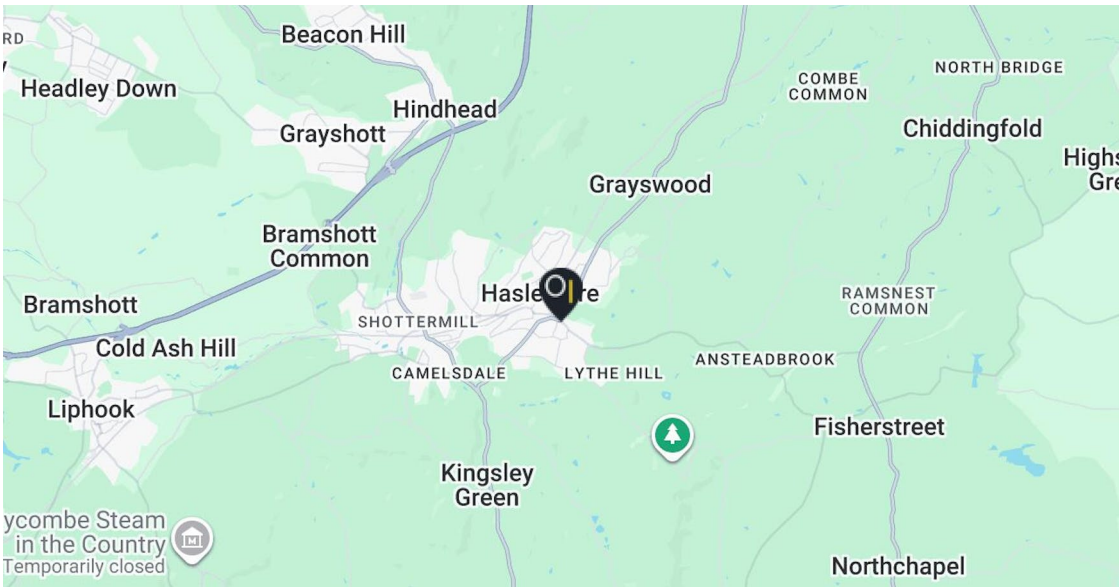 Beacon Hill
RD
Headley Down
Hindhead
Grayshott
COMBE
COMMON
NORTH BRIDGE
Chiddingfold
Highs
Gre
Grayswood
Bramshott
Common
Bramshott
Cold Ash Hill
SHOTTERMILL
Hasle re
RAMSNEST
COMMON
CAMELSDALE
LYTHE HILL
ANSTEADBROOK
Liphook
Fisherstreet
Kingsley
Green
ycombe Steam
in the Country
Temporarily closed
Northchapel